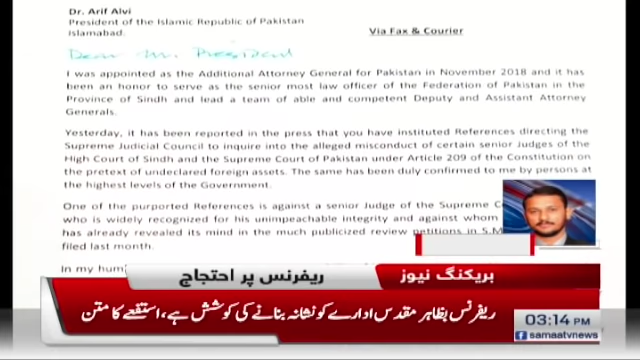 Dr. Arif Alvi
President of the Islamic Republic of Pakistan
Islamabad.
Via Fax & Courier
Dear Mr. President
I was appointed as the Additional Attorney General for Pakistan in November 2018 and it has
been an honor to serve as the senior most law officer of the Federation of Pakistan in the
Province of Sindh and lead a team of able and competent Deputy and Assistant Attorney
Generals.
Yesterday, it has been reported in the press that you have instituted References directing the
Supreme Judicial Council to inquire into the alleged misconduct of certain senior Judges of the
High Court of Sindh and the Supreme Court of Pakistan under Article 209 of the Constitution on
the pretext of undeclared foreign assets. The same has been duly confirmed to me by persons at
the highest levels of the Government.
One of the purported References is against a senior Judge of the Supreme
who is widely recognized for his unimpeachable integrity and against whom
has already revealed its mind in the much publicized review petitions in
filed last month.
In my
ریفرنس پر احتجاج
بریکنگ نیوز
ریفرنس بظاہر مقدس ادارے کو نشانہ بنانے کی کوشش ہے، استعفے کا متن
03:14 PM
samaatvnews